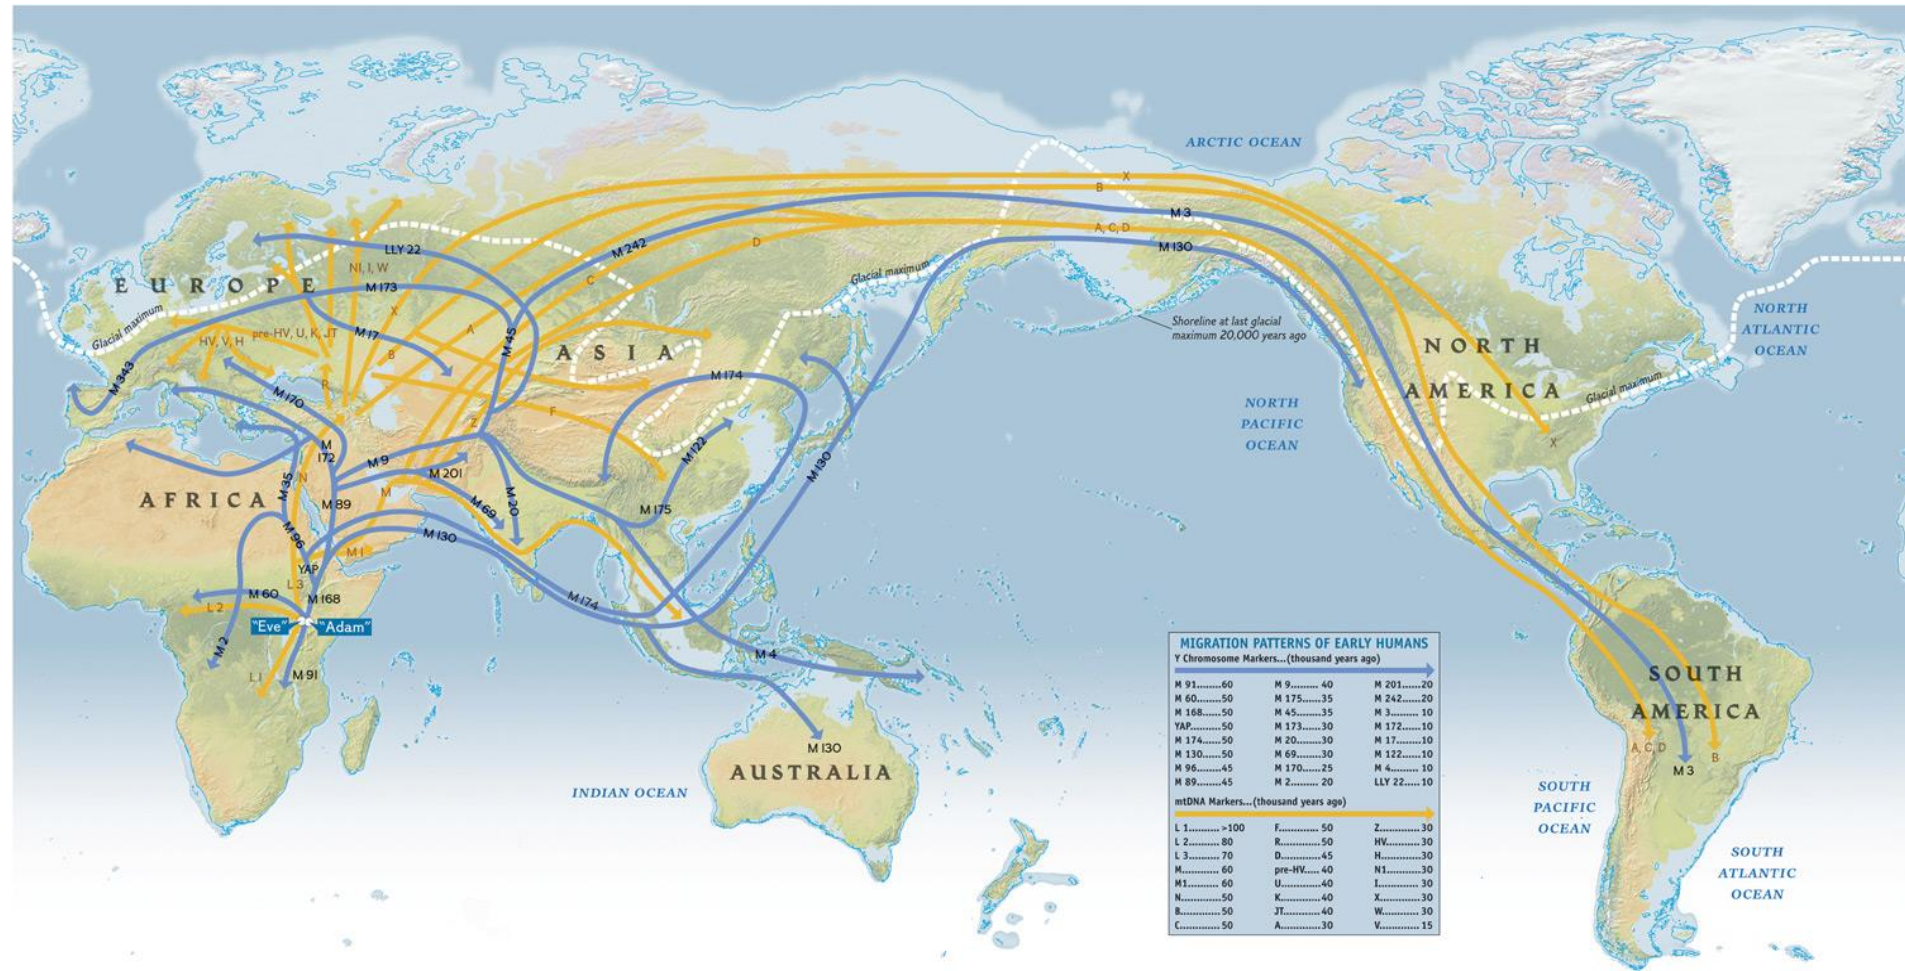 ARCTIC OCEAN
X
B
M 3
A, C, D
M 130
M 242
D
C
LLY 22
NI, I, W
EUROPE
M 173
X
Glacial maximum
Glacial maximum
pre-HV, U, K, JT
HV, V, H
M 17
A
B
M 45
ASIA
Shoreline at last glacial
maximum 20,000 years ago
NORTH
ATLANTIC
OCEAN
NORTH
AMERICA
Glacial maximum
M 343
R
M 170
M 174
F
Z
NORTH
PACIFIC
OCEAN
X
M
172
M 9
M 201
M 122
M 130
M 35
N
M
AFRICA
M 89
M 69
M 20
M 175
M 96
M 1
M 130
YAP
L 3
M 60
L 2
M 168
M 174
"Eve"
"Adam"
M 2
L 1
M 91
M 4
M 130
AUSTRALIA
INDIAN OCEAN
SOUTH
AMERICA
A, C, D
B
M 3
SOUTH
PACIFIC
OCEAN
SOUTH
ATLANTIC
OCEAN
MIGRATION PATTERNS OF EARLY HUMANS
Y Chromosome Markers...(thousand years ago)
M 91........60 M 9......... 40 M 201......20
M 60........50 M 175......35 M 242......20
M 168......50 M 45........35 M 3.......... 10
YAP..........50 M 173......30 M 172......10
M 174......50 M 20........30 M 17........10
M 130......50 M 69........30 M 122......10
M 96........45 M 170......25 M 4.......... 10
M 89........45 M 2......... 20 LLY 22..... 10
mtDNA Markers...(thousand years ago)
L 1.......... >100 F............. 50 Z.............30
L 2.......... 80 R.............50 HV..........30
L 3.......... 70 D.............45 H.............30
M............ 60 pre-HV..... 40 N1...........30
M1.......... 60 U.............40 I..............30
N.............50 K.............40 X.............30
B.............50 JT............40 W............30
C.............50 A.............30 V............. 15